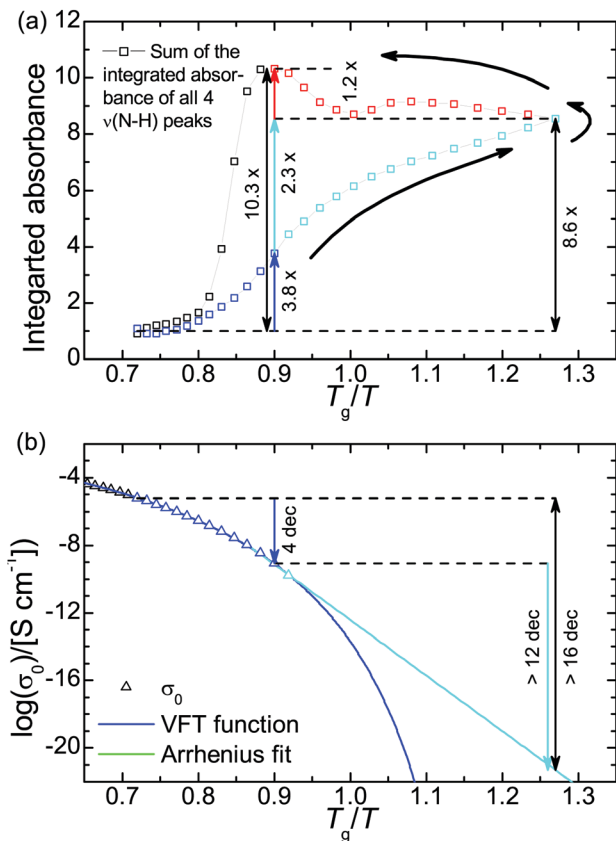 (a)
12
10
8
6
4
2
0
Integarted absorbance
Sum of the
integrated absor-
bance of all 4
ν(N-H) peaks
10.3 x
1.2 x
2.3 x
3.8 x
8.6 x
0.7 0.8 0.9 1.0 1.1 1.2 1.3
Tg/T
(b)
-4
-8
-12
-16
-20
log(σ0)/[S cm-1])
4 dec
> 12 dec
> 16 dec
σ0
VFT function
Arrhenius fit
0.7 0.8 0.9 1.0 1.1 1.2 1.3
Tg/T